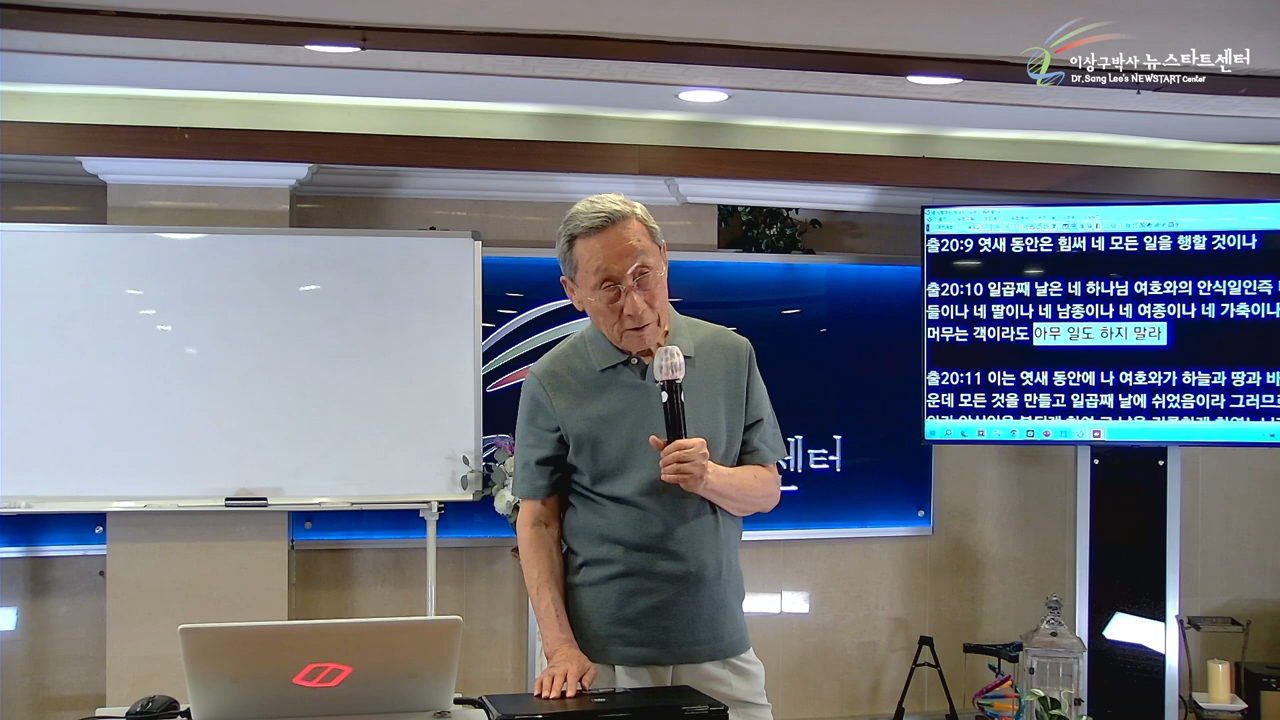 이상구박사 뉴스타트센터
Dr. Sang Lee's NEWSTART Center
출20:9 엿새 동안은 힘써 네 모든 일을 행할 것이나
출20:10 일곱째 날은 네 하나님 여호와의 안식일인즉
들이나 네 딸이나 네 남종이나 네 여종이나 네 가축이나
머무는 객이라도 아무 일도 하지 말라
출20:11 이는 엿새 동안에 나 여호와가 하늘과 땅과
운데 모든 것을 만들고 일곱째 날에 쉬었음이라 그러므로
센터